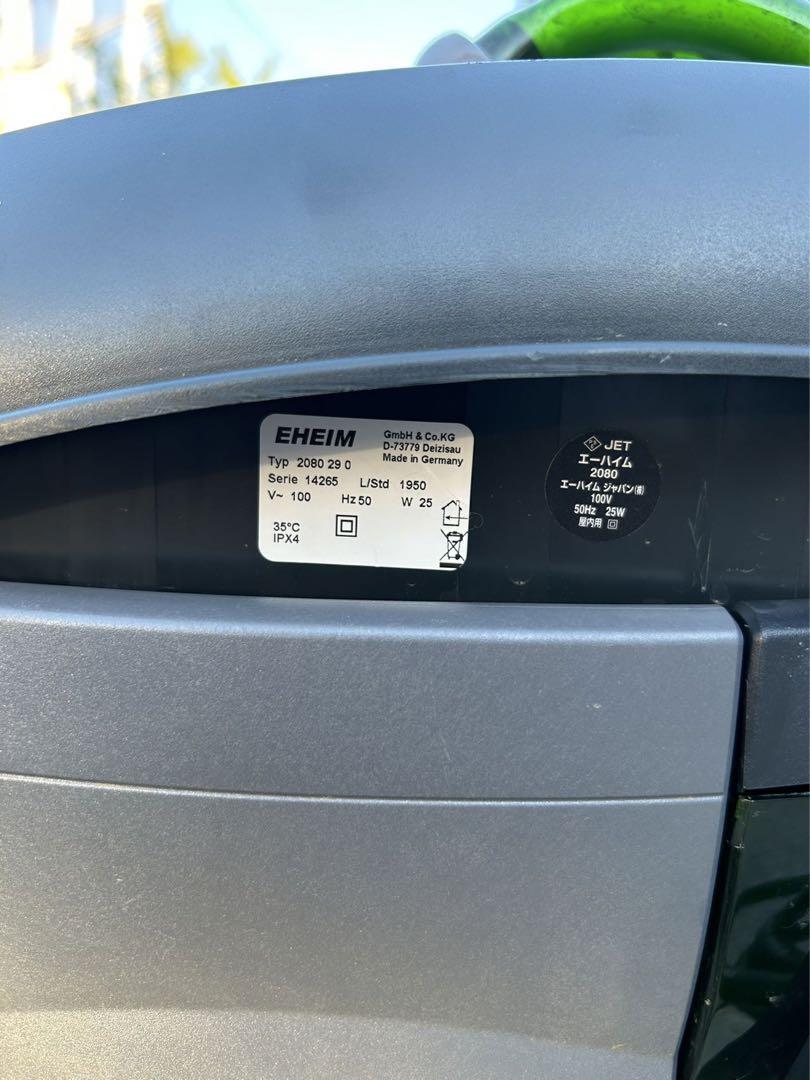 EHEIM
GmbH & Co.KG
D-73779 Deizisau
Made in Germany
Typ 2080 29 0
Serie 14265 L/Std 1950
V~ 100 Hz 50 W 25
35°C
IPX4
PS
E JET
エーハイム
2080
エーハイム ジャパン(株)
100V
50Hz 25W
屋内用